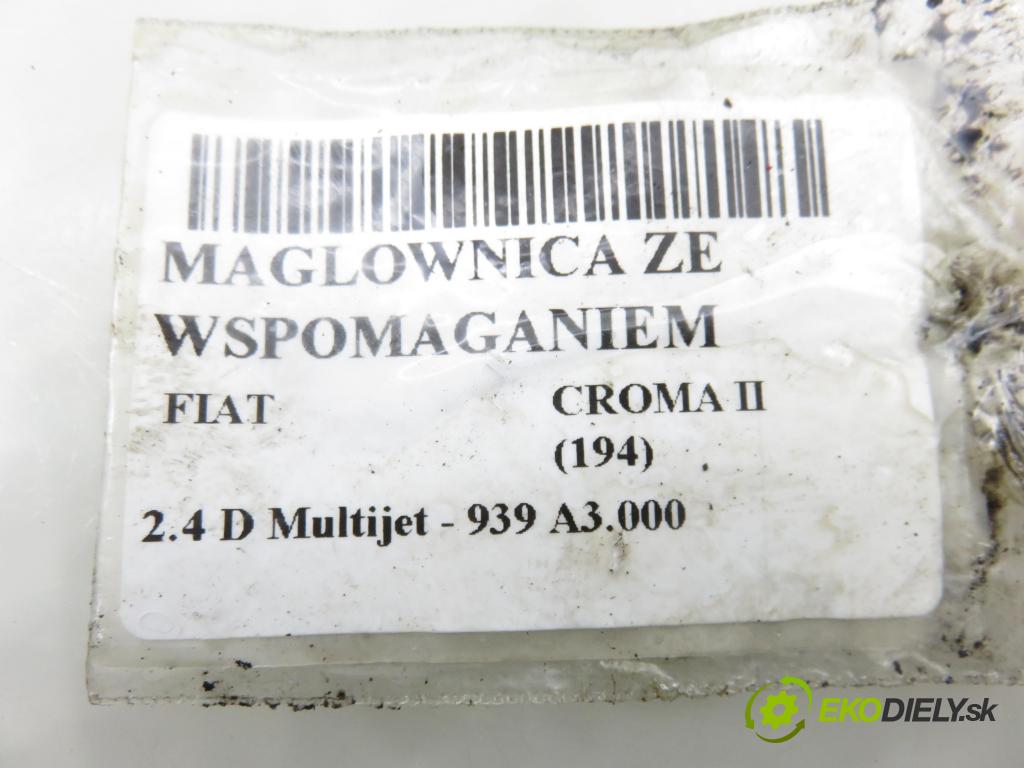 MAGLOWNICA ZE
WSPOMAGANIEM
FIAT CROMA II
(194)
2.4 D Multijet - 939 A3.000
EKODIELY.sk